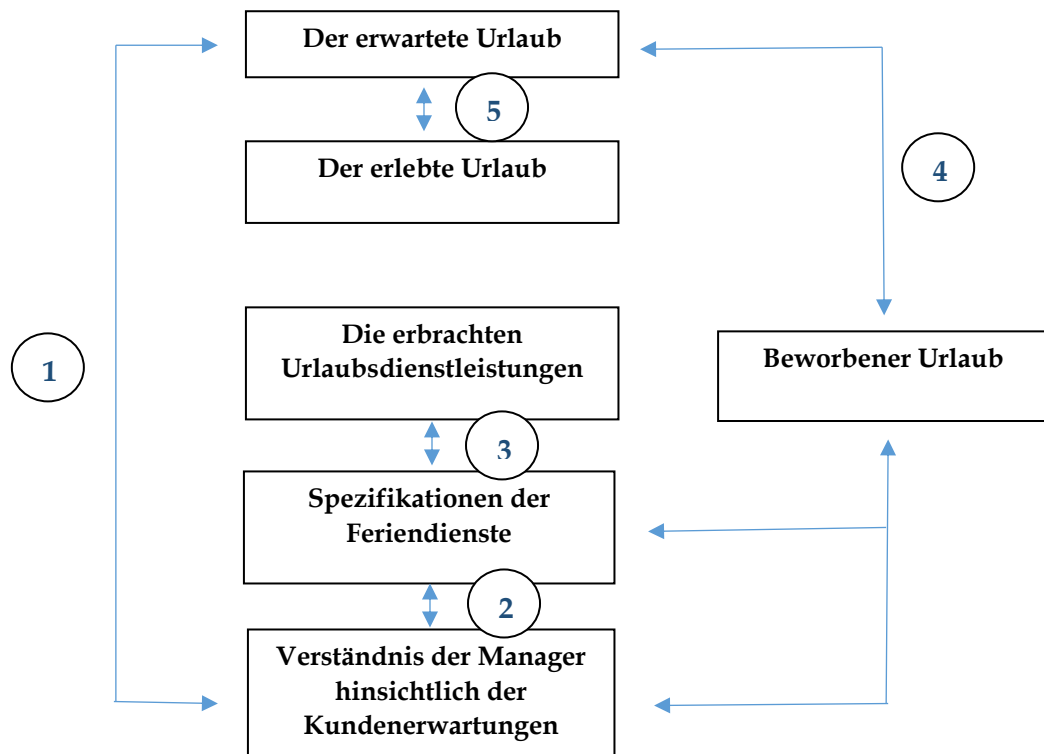 Der erwartete Urlaub
5
Der erlebte Urlaub
4
Die erbrachten
Urlaubsdienstleistungen
1
Beworbener Urlaub
3
Spezifikationen der
Feriendienste
2
Verständnis der Manager
hinsichtlich der
Kundenerwartungen